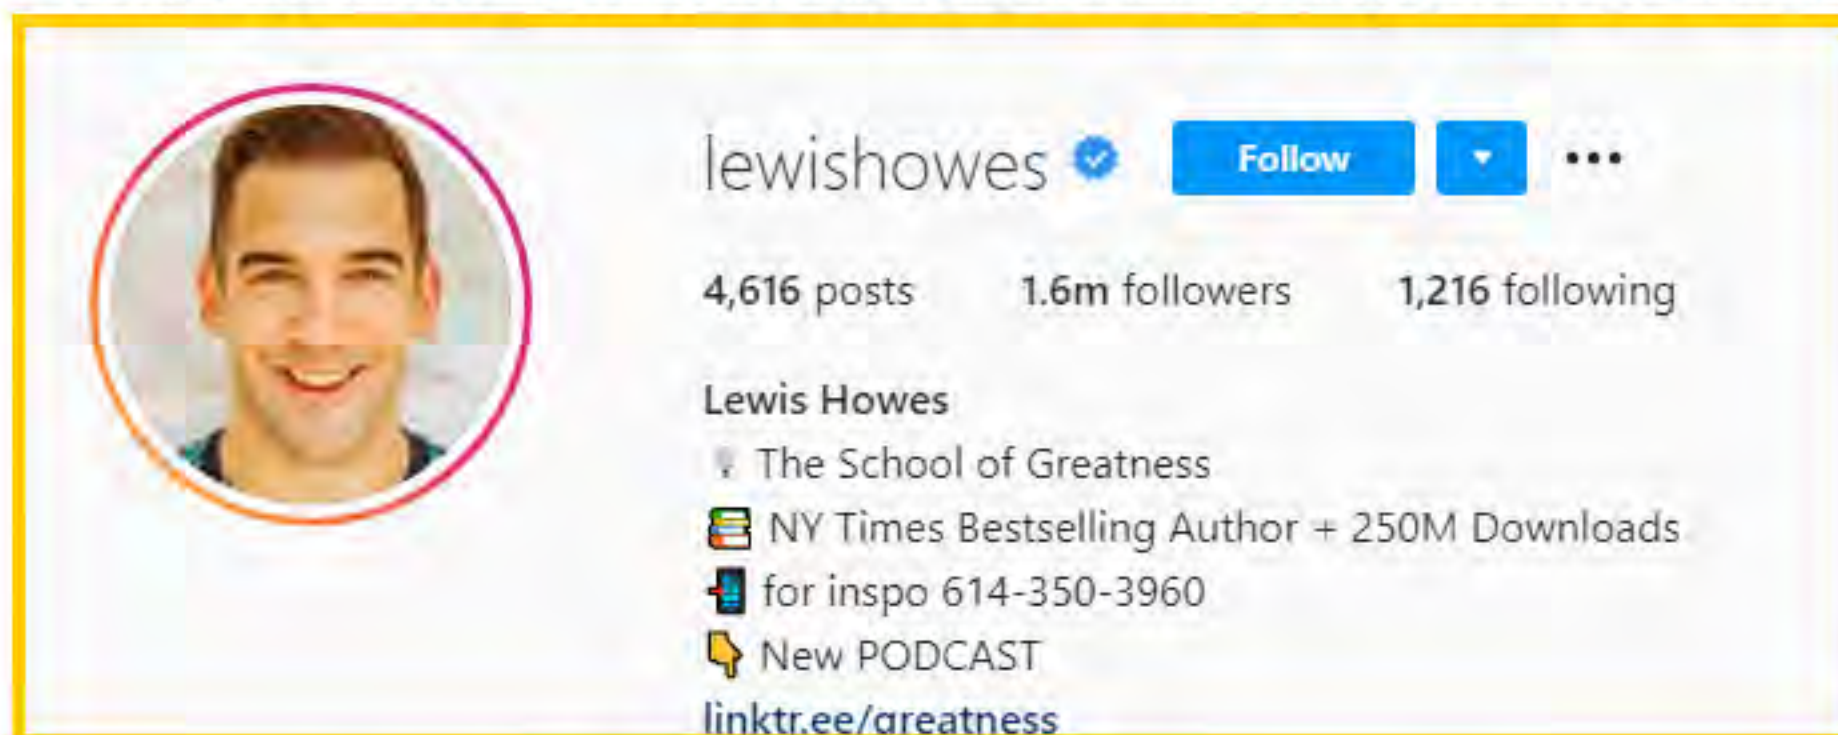 lewishowes Follow
4,616 posts 1.6m followers 1,216 following
Lewis Howes
The School of Greatness
NY Times Bestselling Author + 250M Downloads
for inspo 614-350-3960
New PODCAST
linktr.ee/greatness